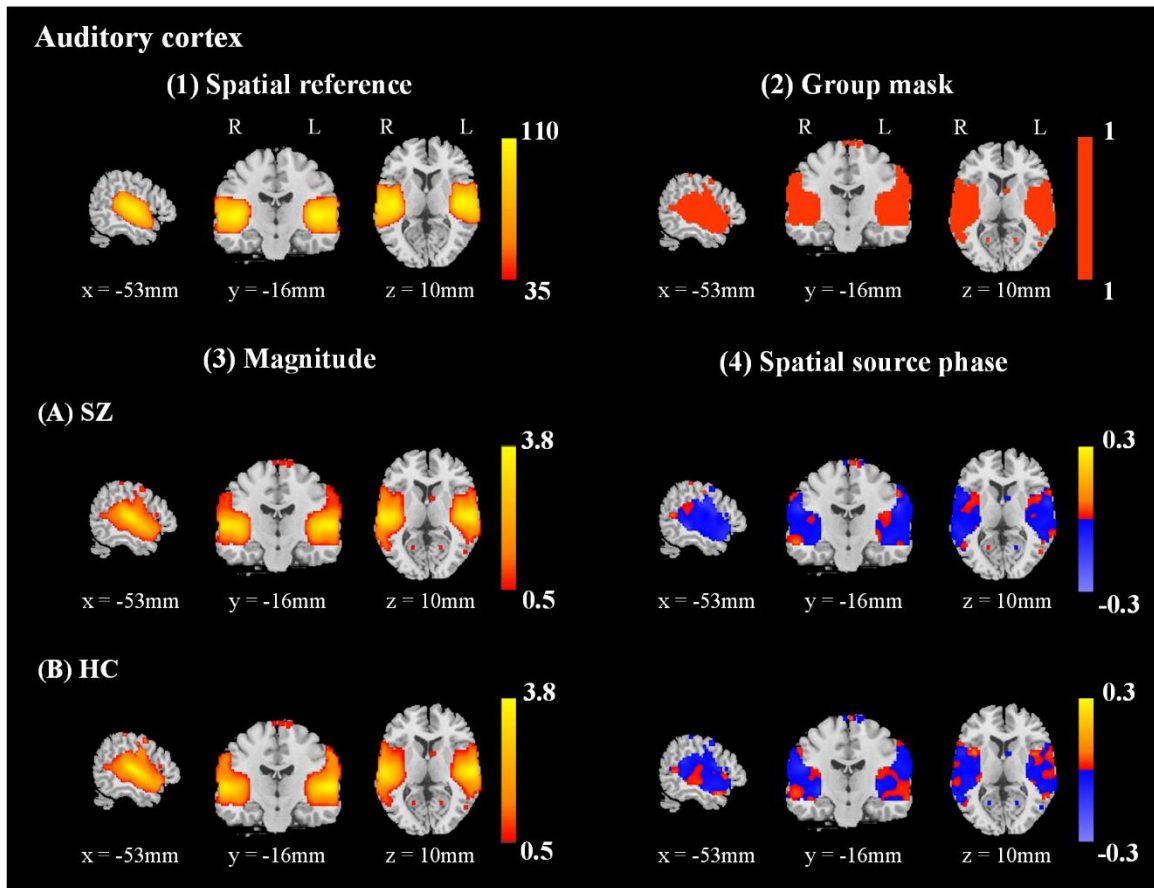 Auditory cortex
(1) Spatial reference
(2) Group mask
R L R L
R L R L
110
35
1
1
x = -53mm y = -16mm z = 10mm
x = -53mm y = -16mm z = 10mm
(3) Magnitude
(4) Spatial source phase
(A) SZ
3.8
0.5
0.3
-0.3
x = -53mm y = -16mm z = 10mm
x = -53mm y = -16mm z = 10mm
(B) HC
3.8
0.5
0.3
-0.3
x = -53mm y = -16mm z = 10mm
x = -53mm y = -16mm z = 10mm